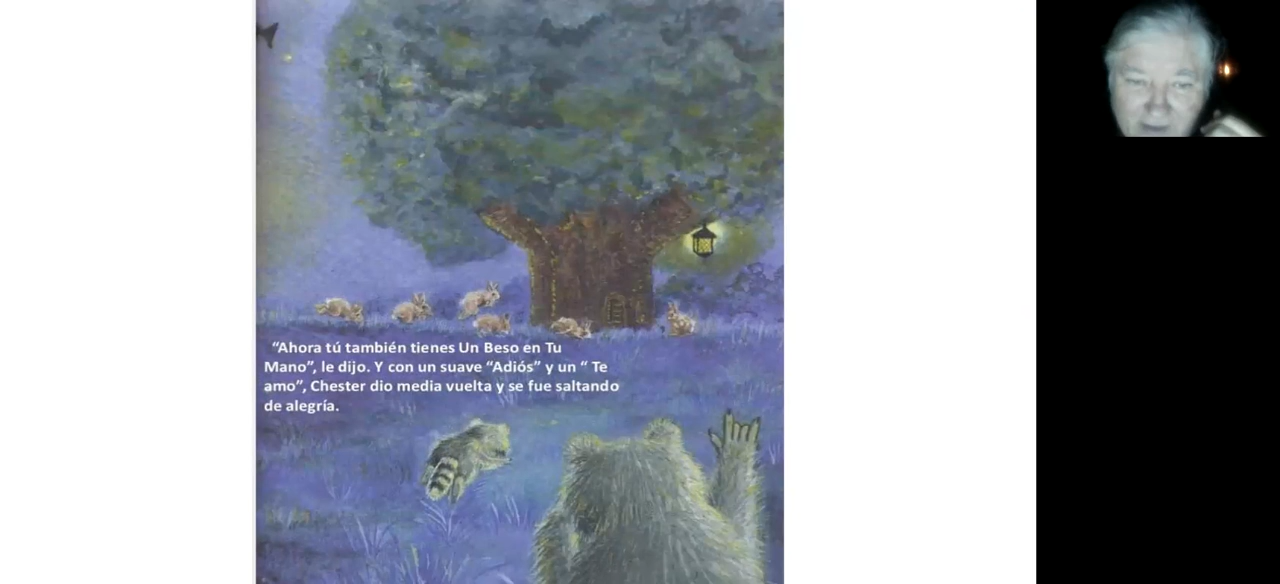 “Ahora tú también tienes Un Beso en Tu
Mano”, le dijo. Y con un suave “Adiós” y un “ Te
amo”, Chester dio media vuelta y se fue saltando
de alegría.